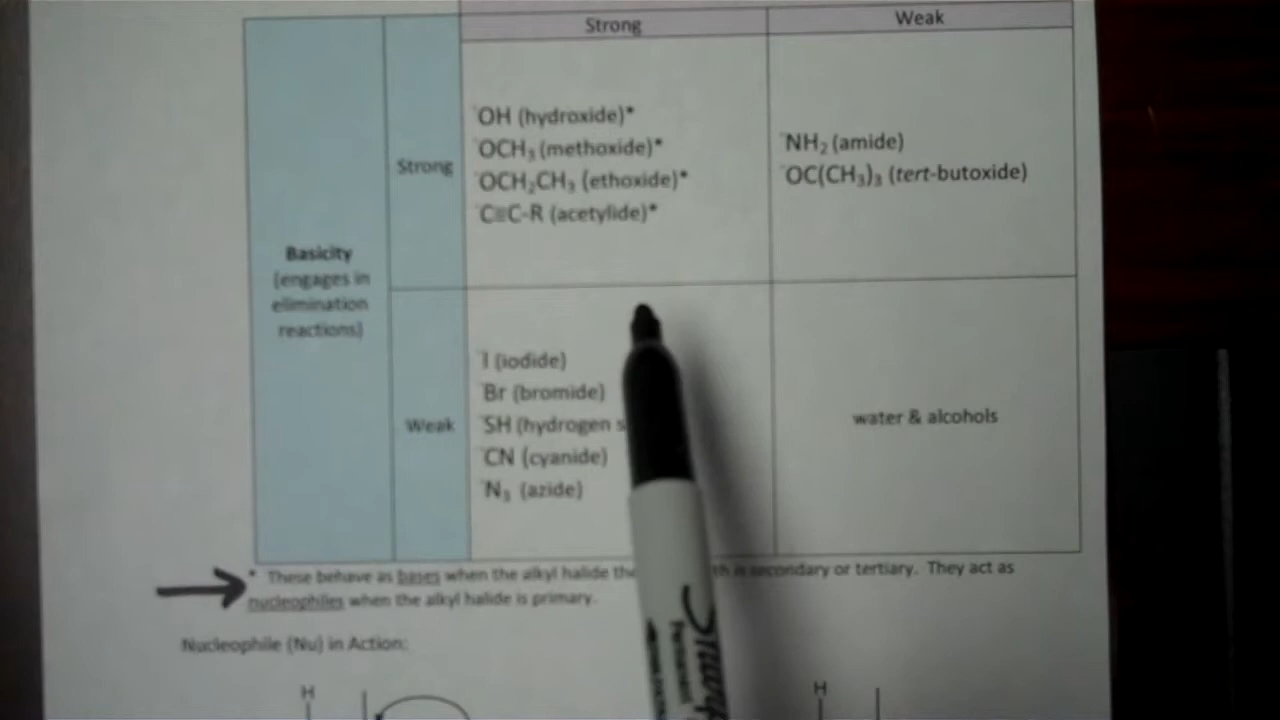 Strong
Weak
Basicity
(engages in
elimination
reactions)
Strong
⁻OH (hydroxide)*
⁻OCH₃ (methoxide)*
⁻OCH₂CH₃ (ethoxide)*
⁻C≡C-R (acetylide)*
⁻NH₂ (amide)
⁻OC(CH₃)₃ (tert-butoxide)
Weak
⁻I (iodide)
⁻Br (bromide)
⁻SH (hydrogen s
⁻CN (cyanide)
⁻N₃ (azide)
water & alcohols
* These behave as bases when the alkyl halide is secondary or tertiary. They act as
nucleophiles when the alkyl halide is primary.
Nucleophile (Nu) in Action:
H
H